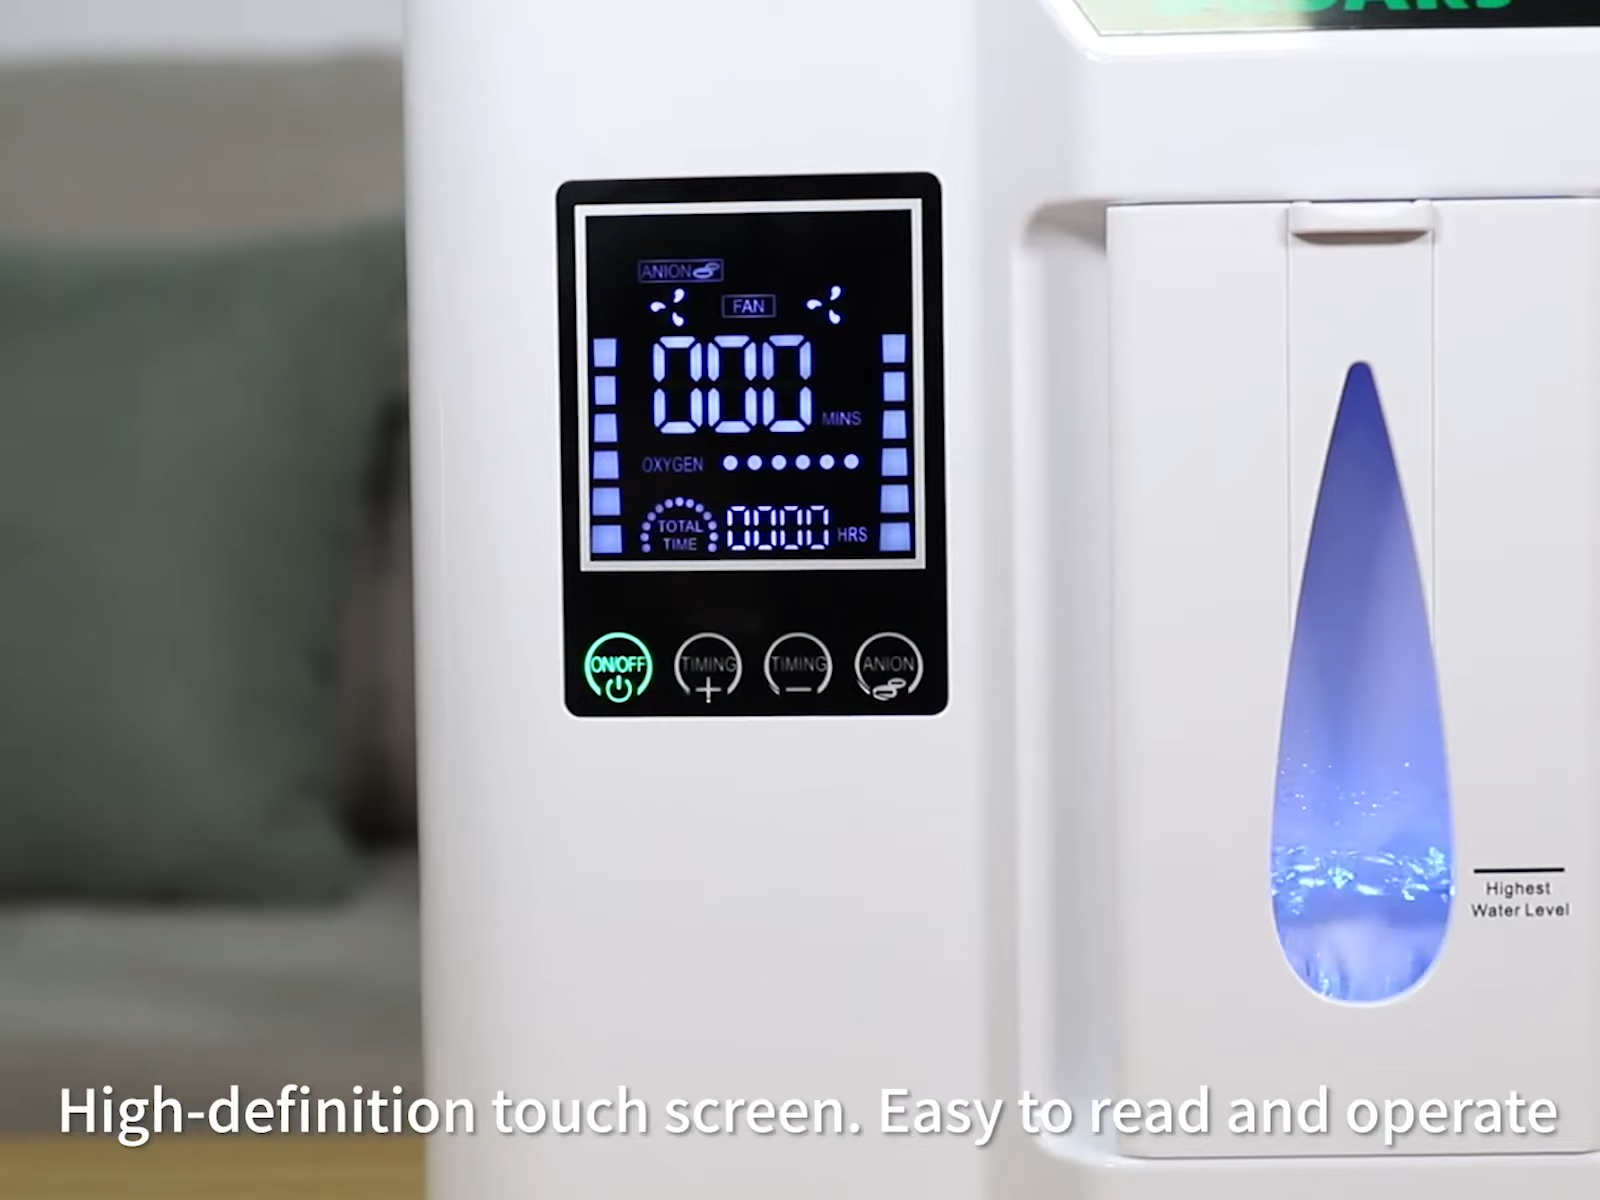 ANION
FAN
000 MINS
OXYGEN
TOTAL TIME 0000 HRS
ON/OFF TIMING TIMING ANION
Highest
Water Level
High-definition touch screen. Easy to read and operate